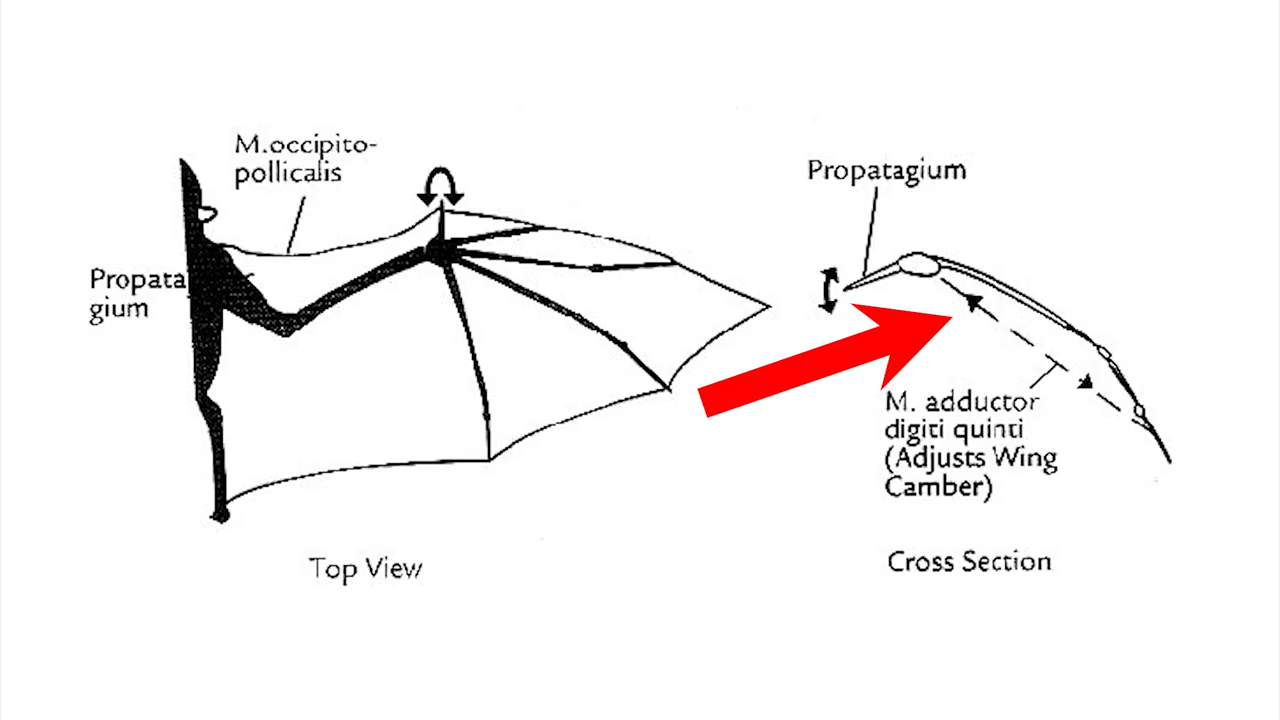 M.occipito-
pollicalis
Propata
gium
Top View
Propatagium
M. adductor
digiti quinti
(Adjusts Wing
Camber)
Cross Section